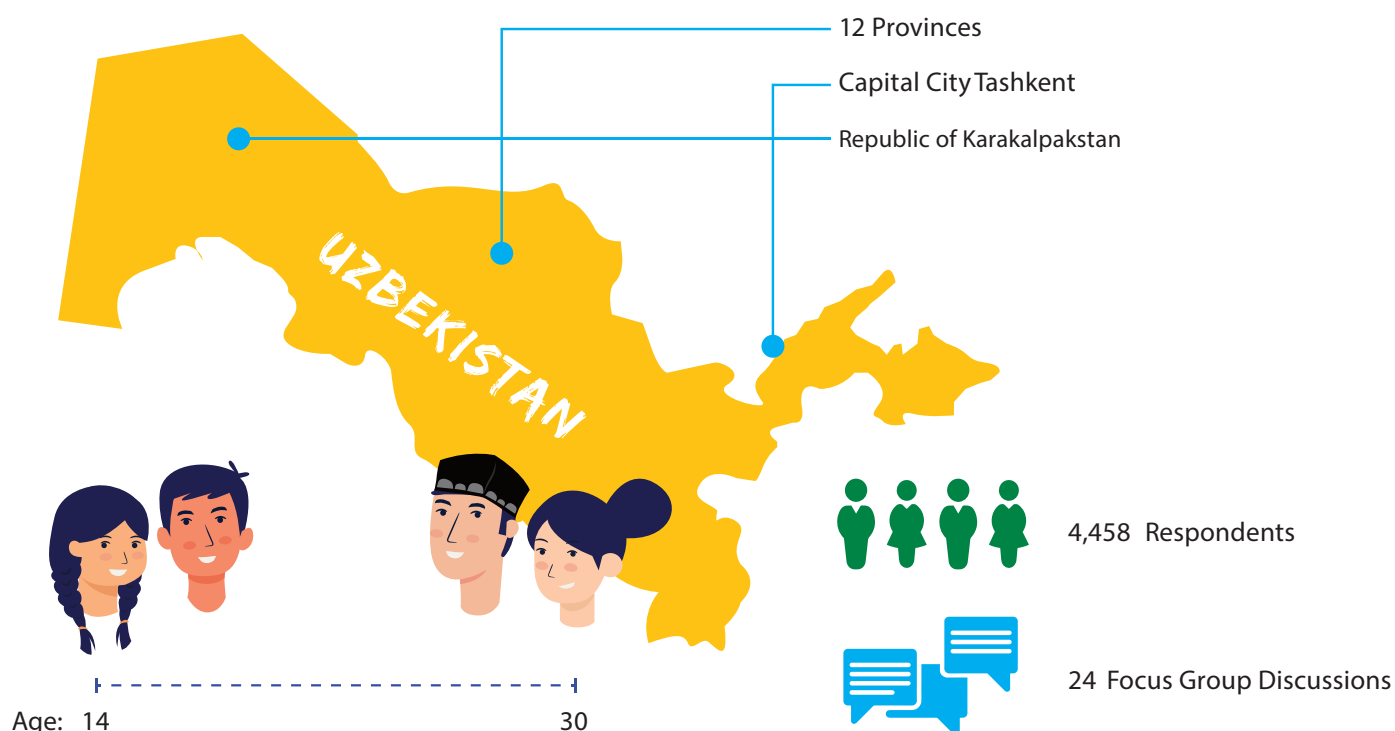 12 Provinces
Capital City Tashkent
Republic of Karakalpakstan
UZBEKISTAN
4,458 Respondents
24 Focus Group Discussions
Age: 14 30